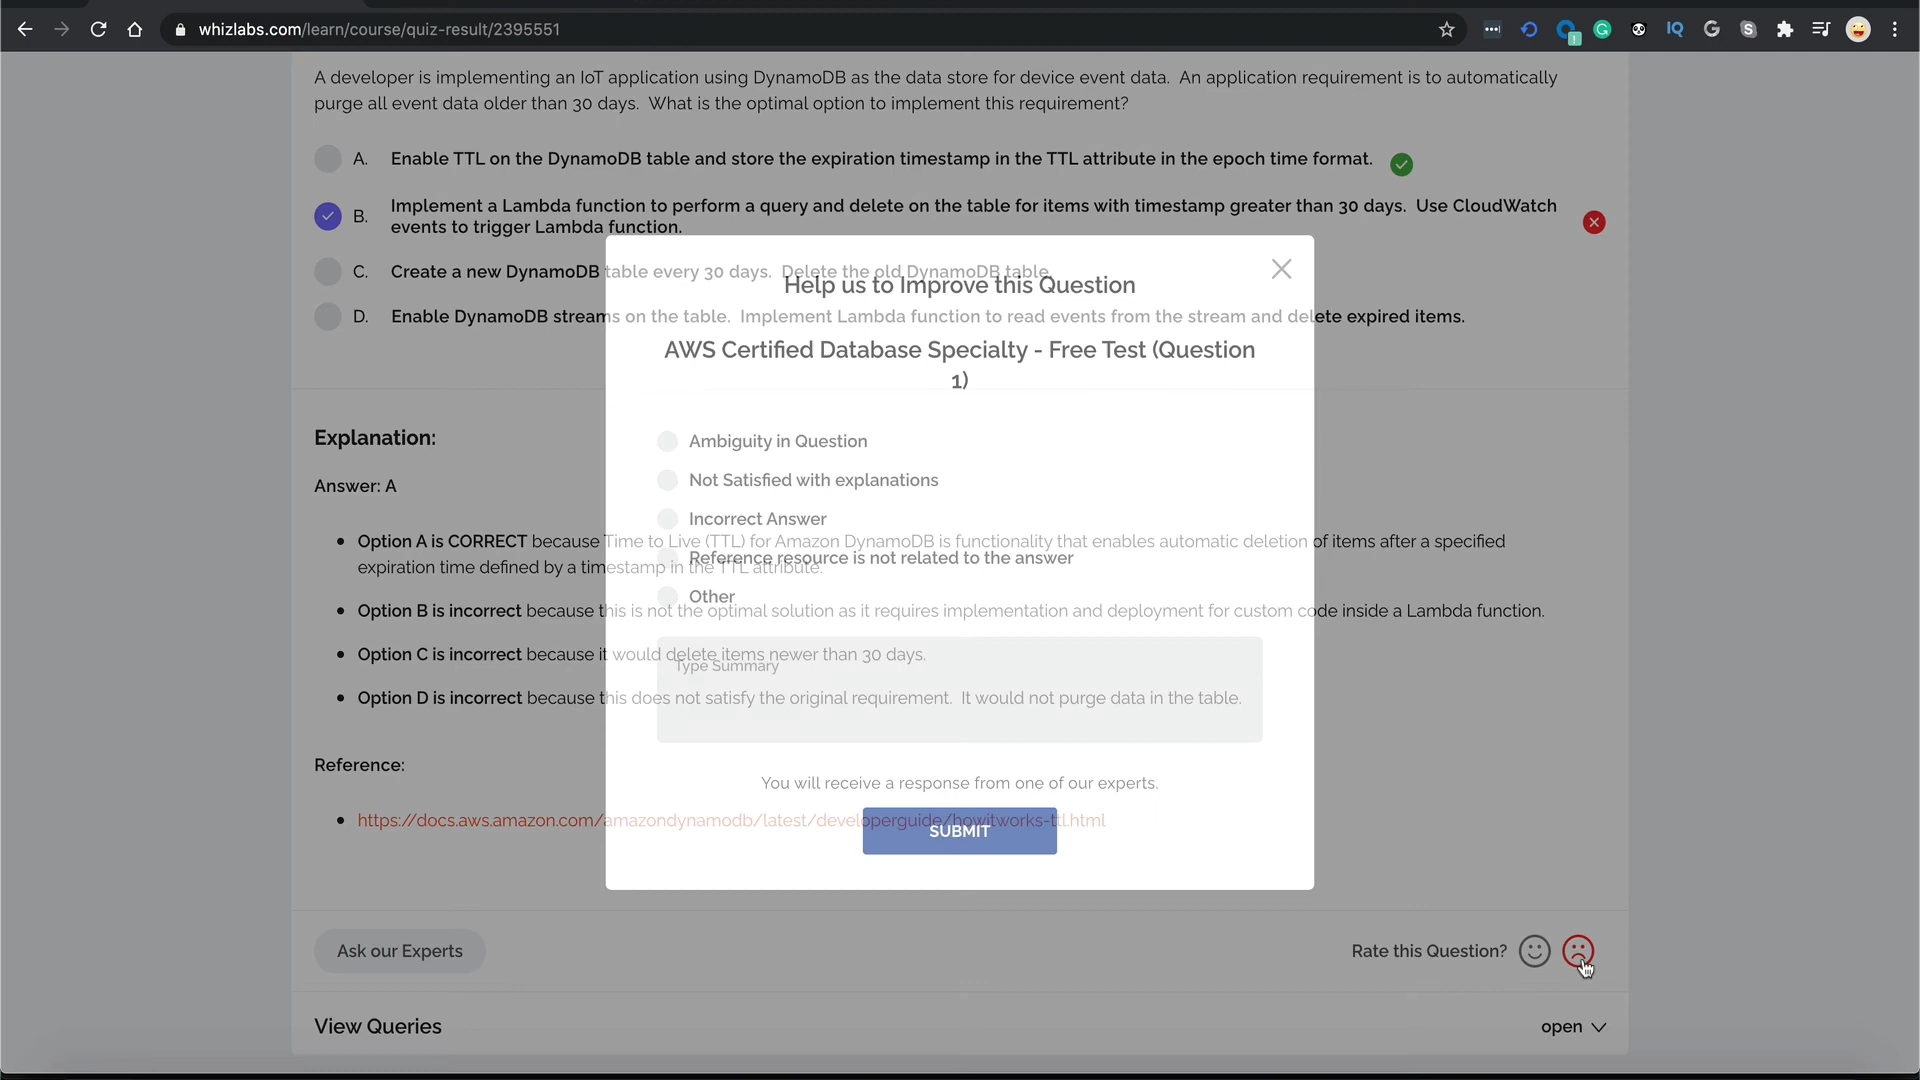 whizlabs.com/learn/course/quiz-result/2395551
A developer is implementing an IoT application using DynamoDB as the data store for device event data. An application requirement is to automatically
purge all event data older than 30 days. What is the optimal option to implement this requirement?
A. Enable TTL on the DynamoDB table and store the expiration timestamp in the TTL attribute in the epoch time format.
B. Implement a Lambda function to perform a query and delete on the table for items with timestamp greater than 30 days. Use CloudWatch
events to trigger Lambda function.
C. Create a new DynamoDB table every 30 days. Delete the old DynamoDB table.
D. Enable DynamoDB streams on the table. Implement Lambda function to read events from the stream and delete expired items.
Help us to Improve this Question
AWS Certified Database Specialty - Free Test (Question
1)
Ambiguity in Question
Not Satisfied with explanations
Incorrect Answer
Reference resource is not related to the answer
Other
Type Summary
You will receive a response from one of our experts.
SUBMIT
Explanation:
Answer: A
Option A is CORRECT because Time to Live (TTL) for Amazon DynamoDB is functionality that enables automatic deletion of items after a specified
expiration time defined by a timestamp in the TTL attribute.
Option B is incorrect because this is not the optimal solution as it requires implementation and deployment for custom code inside a Lambda function.
Option C is incorrect because it would delete items newer than 30 days.
Option D is incorrect because this does not satisfy the original requirement. It would not purge data in the table.
Reference:
https://docs.aws.amazon.com/amazondynamodb/latest/developerguide/howitworks-ttl.html
Ask our Experts
Rate this Question?
View Queries
open